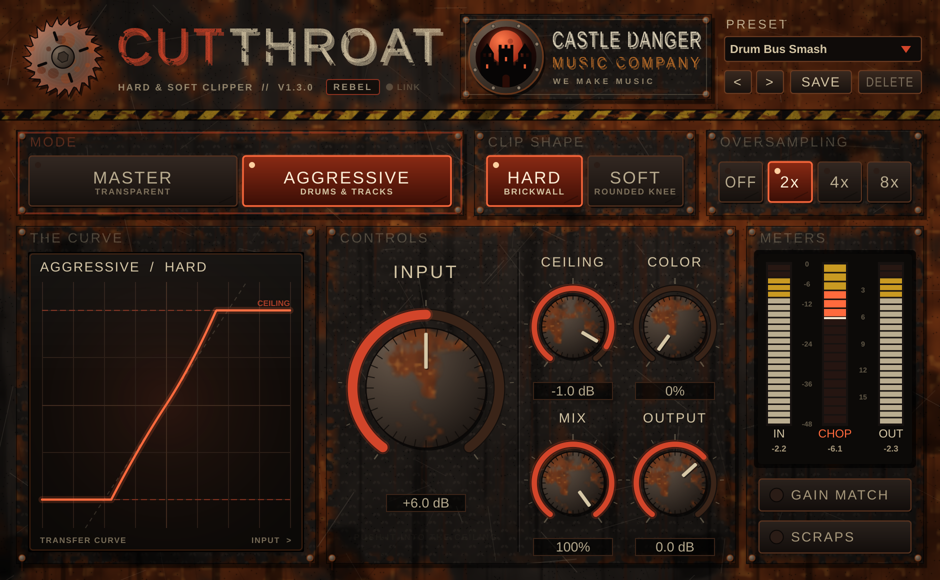 CUTTHROAT
HARD & SOFT CLIPPER // V1.3.0 REBEL LINK
CASTLE DANGER
MUSIC COMPANY
WE MAKE MUSIC
PRESET
Drum Bus Smash
< > SAVE DELETE
MODE
MASTER
TRANSPARENT
AGGRESSIVE
DRUMS & TRACKS
CLIP SHAPE
HARD
BRICKWALL
SOFT
ROUNDED KNEE
OVERSAMPLING
OFF 2x 4x 8x
THE CURVE
AGGRESSIVE / HARD
CEILING
TRANSFER CURVE INPUT >
CONTROLS
INPUT
+6.0 dB
CEILING
-1.0 dB
COLOR
0%
MIX
100%
OUTPUT
0.0 dB
METERS
0
-6
-12
-24
-36
-48
3
6
9
12
15
IN CHOP OUT
-2.2 -6.1 -2.3
GAIN MATCH
SCRAPS